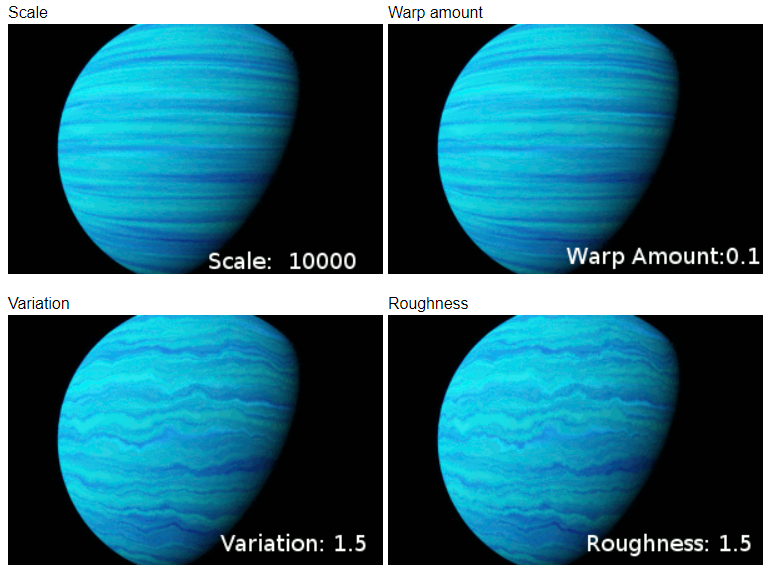 Scale
Warp amount
Scale: 10000
Warp Amount:0.1
Variation
Roughness
Variation: 1.5
Roughness: 1.5